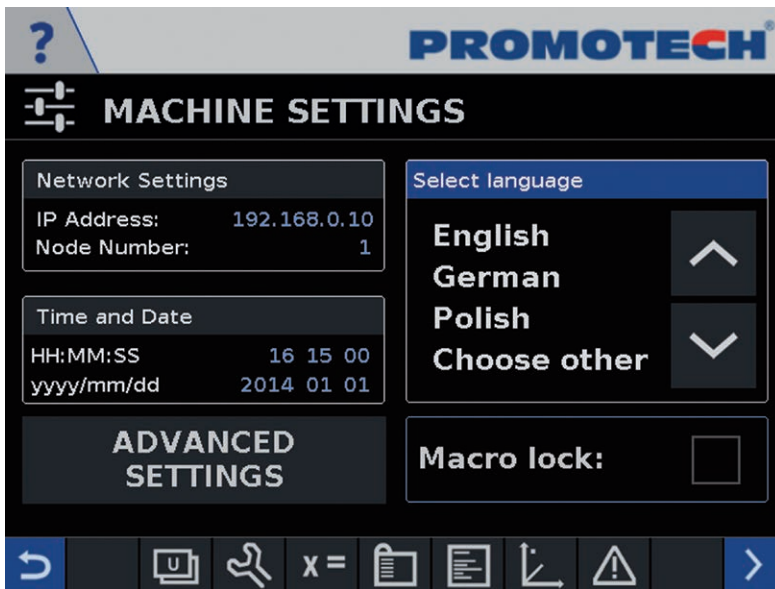 ?
PROMOTECH®
MACHINE SETTINGS
Network Settings
IP Address: 192.168.0.10
Node Number: 1
Time and Date
HH:MM:SS 16 15 00
yyyy/mm/dd 2014 01 01
ADVANCED
SETTINGS
Select language
English
German
Polish
Choose other
Macro lock:
U
x =